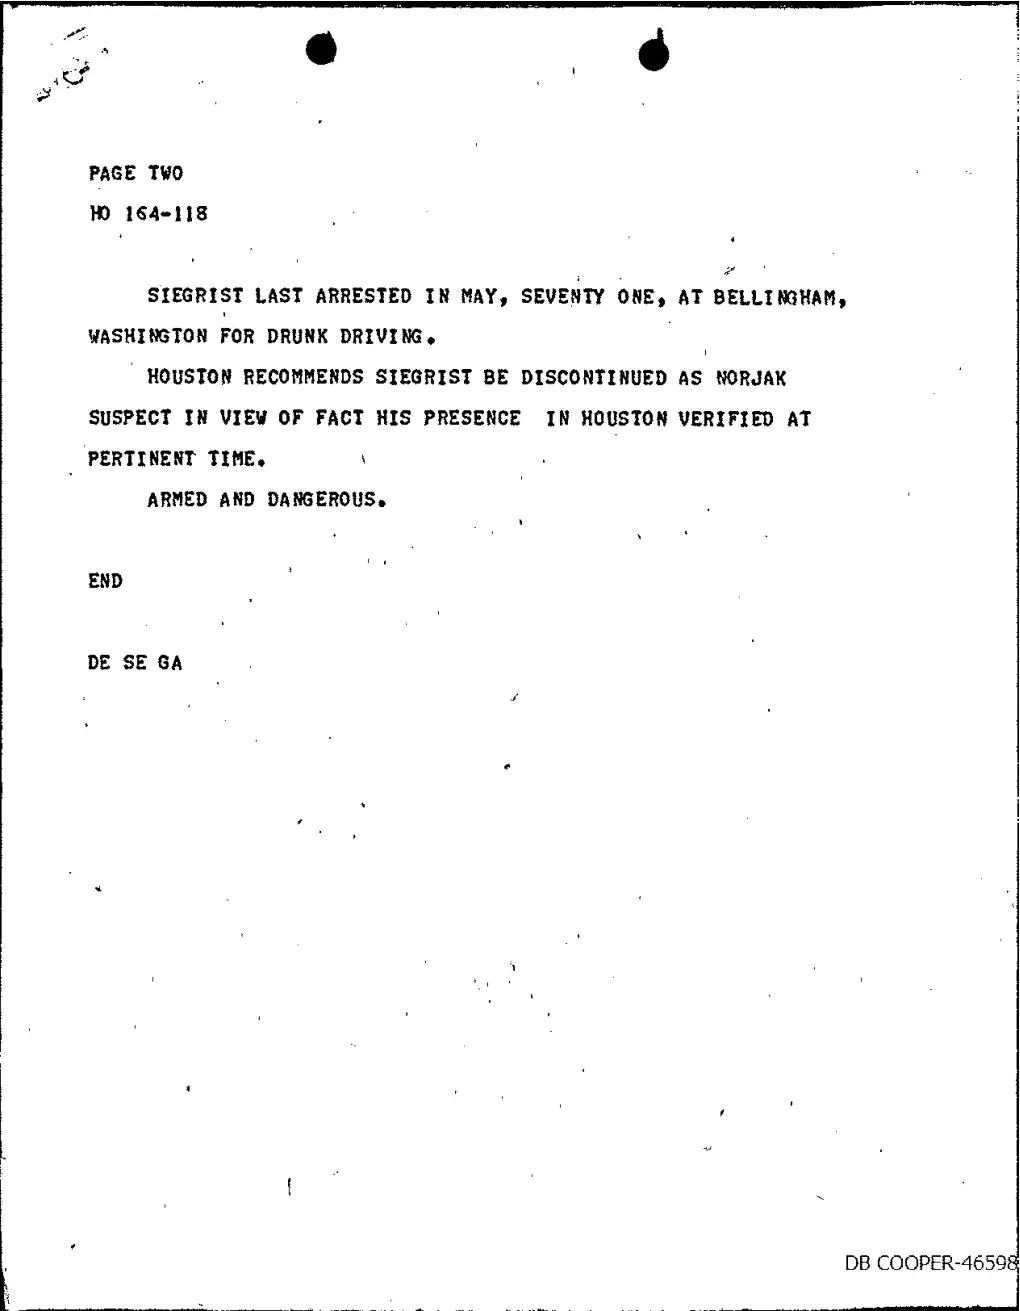 PAGE TWO
HO 164-118
SIEGRIST LAST ARRESTED IN MAY, SEVENTY ONE, AT BELLINGHAM,
WASHINGTON FOR DRUNK DRIVING.
HOUSTON RECOMMENDS SIEGRIST BE DISCONTINUED AS NORJAK
SUSPECT IN VIEW OF FACT HIS PRESENCE IN HOUSTON VERIFIED AT
PERTINENT TIME.
ARMED AND DANGEROUS.
END
DE SE GA
DB COOPER-46598